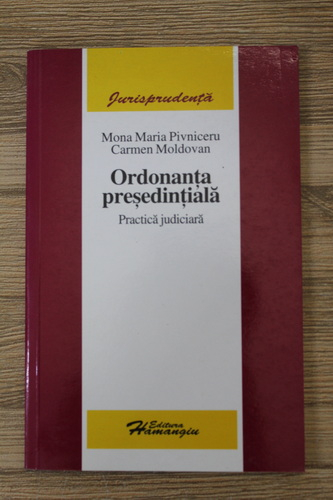 Jurisprudență
Mona Maria Pivniceru
Carmen Moldovan
Ordonanța
președințială
Practică judiciară
Editura
Hamangiu